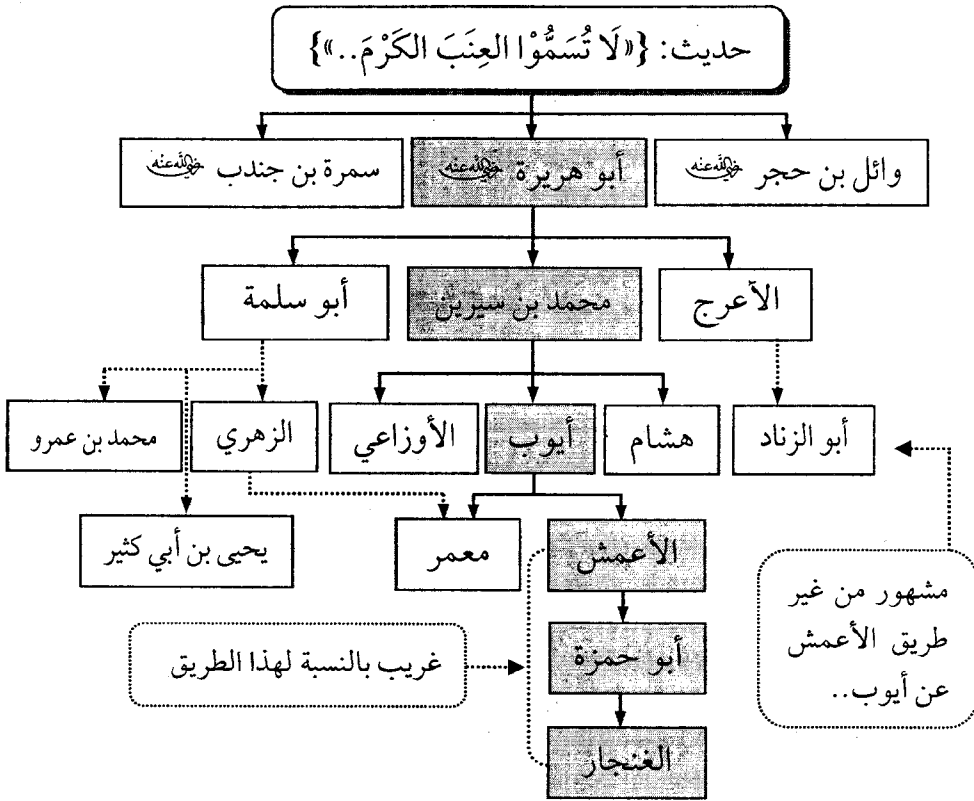 حديث: {«لَا تُسَمُّوْا العِنَبَ الكَرْمَ..»}
وائل بن حجر رضي الله عنه
أبو هريرة رضي الله عنه
سمرة بن جندب رضي الله عنه
الأعرج
محمد بن سيرين
أبو سلمة
أبو الزناد
هشام
أيوب
الأوزاعي
الزهري
محمد بن عمرو
الأعمش
معمر
يحيى بن أبي كثير
مشهور من غير
طريق الأعمش
عن أيوب..
أبو حمزة
غريب بالنسبة لهذا الطريق
الغنجار